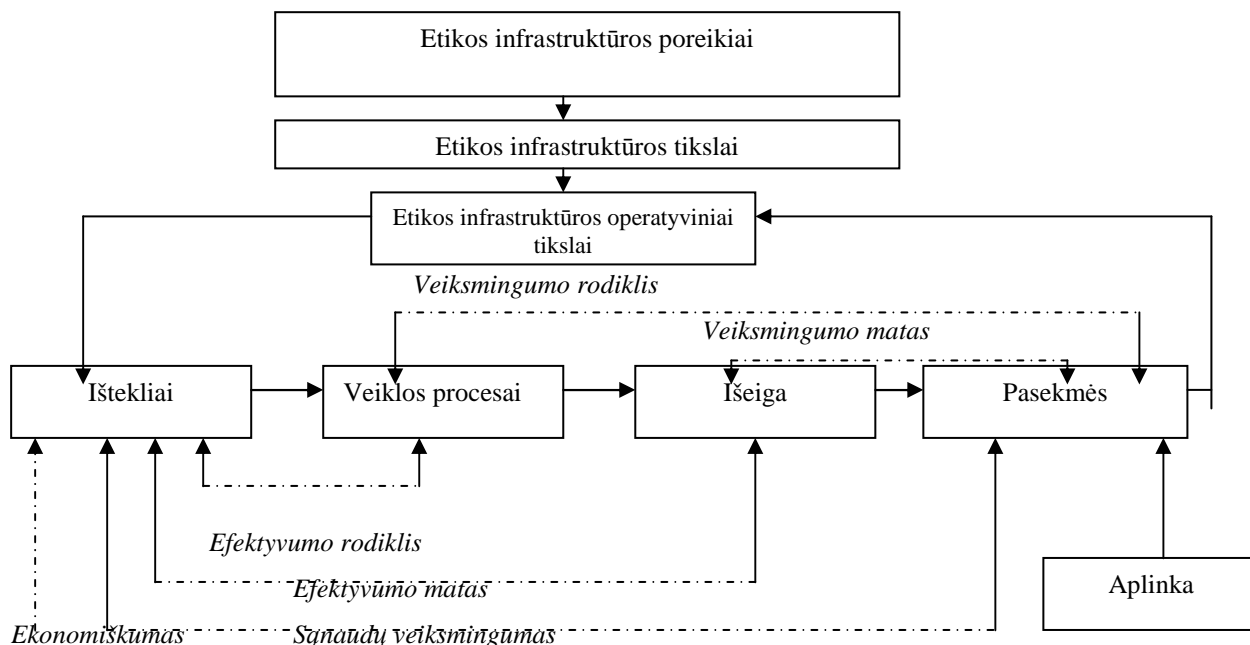 Etikos infrastruktūros poreikiai
Etikos infrastruktūros tikslai
Etikos infrastruktūros operatyviniai
tikslai
Veiksmingumo rodiklis
Veiksmingumo matas
Ištekliai
Veiklos procesai
Išeiga
Pasekmės
Efektyvumo rodiklis
Efektyvumo matas
Aplinka
Ekonomiškumas
Sąnaudų veiksmingumas